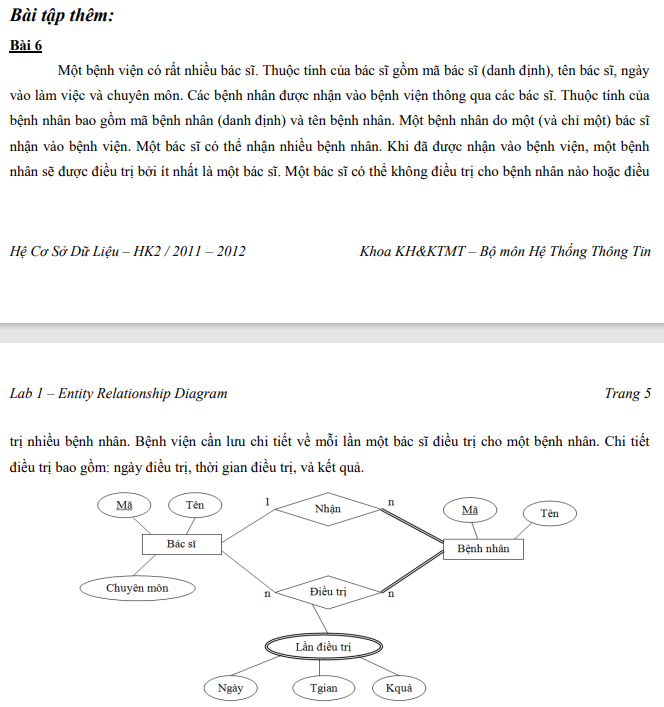 Bài tập thêm:
Bài 6
Một bệnh viện có rất nhiều bác sĩ. Thuộc tính của bác sĩ gồm mã bác sĩ (danh định), tên bác sĩ, ngày
vào làm việc và chuyên môn. Các bệnh nhân được nhận vào bệnh viện thông qua các bác sĩ. Thuộc tính của
bệnh nhân bao gồm mã bệnh nhân (danh định) và tên bệnh nhân. Một bệnh nhân do một (và chỉ một) bác sĩ
nhận vào bệnh viện. Một bác sĩ có thể nhận nhiều bệnh nhân. Khi đã được nhận vào bệnh viện, một bệnh
nhân sẽ được điều trị bởi ít nhất là một bác sĩ. Một bác sĩ có thể không điều trị cho bệnh nhân nào hoặc điều
Hệ Cơ Sở Dữ Liệu – HK2 / 2011 – 2012 Khoa KH&KTMT – Bộ môn Hệ Thống Thông Tin
Lab 1 – Entity Relationship Diagram Trang 5
trị nhiều bệnh nhân. Bệnh viện cần lưu chi tiết về mỗi lần một bác sĩ điều trị cho một bệnh nhân. Chi tiết
điều trị bao gồm: ngày điều trị, thời gian điều trị, và kết quả.
Mã Tên 1 Nhận n Mã Tên
Bác sĩ Bệnh nhân
Chuyên môn n Điều trị n
Lần điều trị
Ngày Tgian Kquả